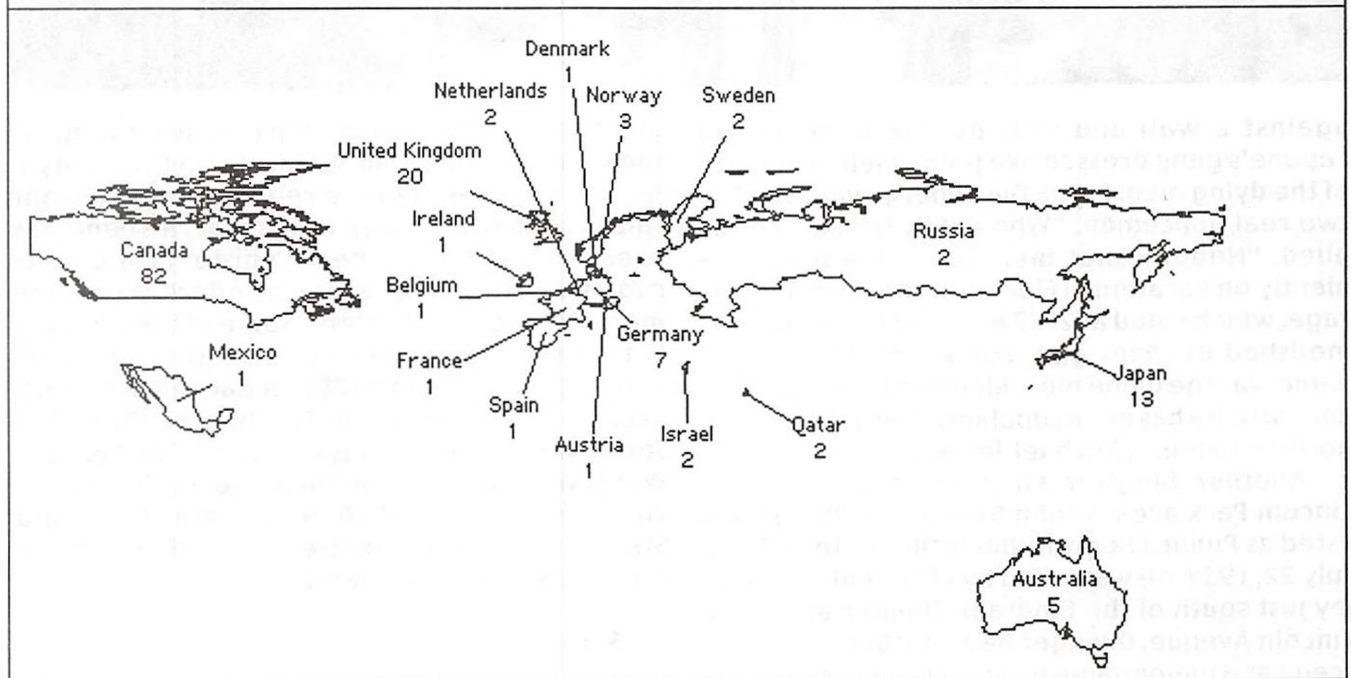 Denmark
1
Netherlands
2
Norway
3
Sweden
2
United Kingdom
20
Ireland
1
Canada
82
Russia
2
Belgium
1
Mexico
1
France
1
Germany
7
Japan
13
Spain
1
Austria
1
Israel
2
Qatar
2
Australia
5